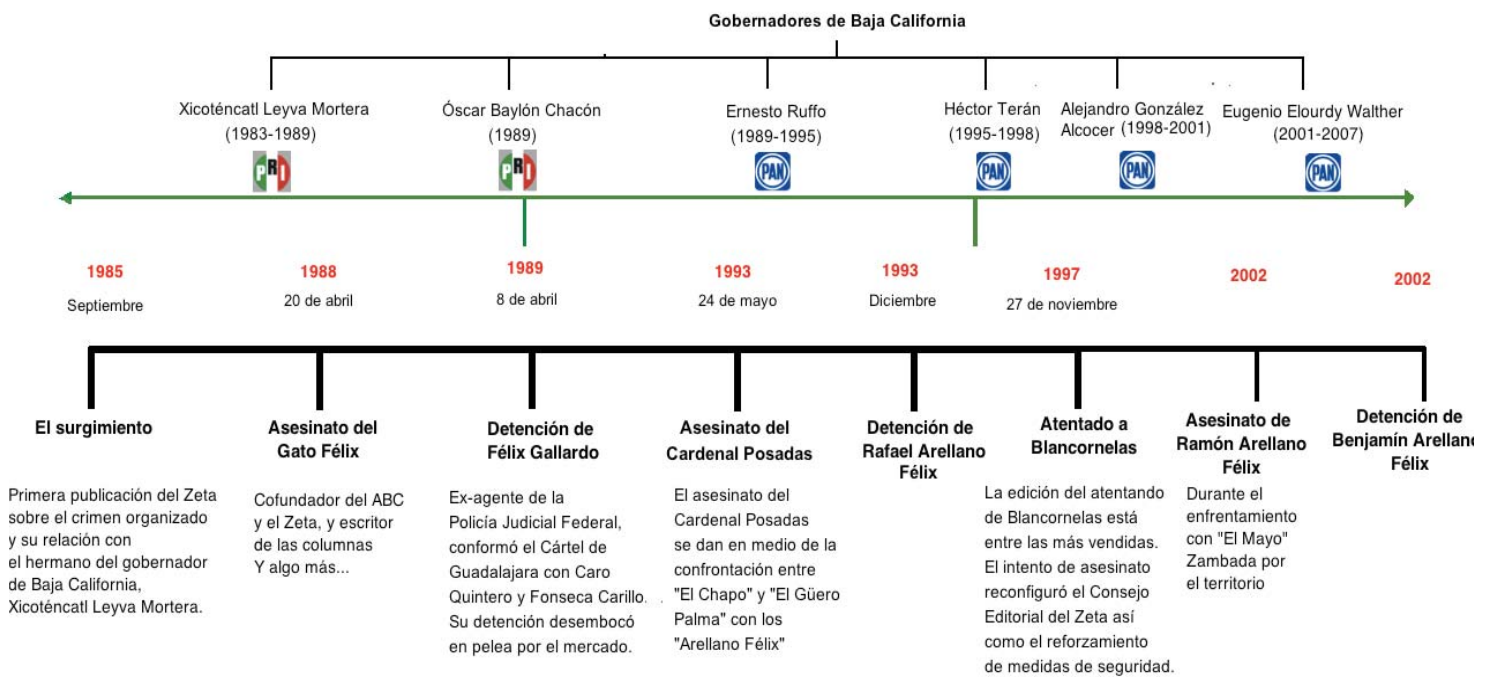 Gobernadores de Baja California
Xicoténcatl Leyva Mortera
(1983-1989)
PRI
Óscar Baylón Chacón
(1989)
PRI
Ernesto Ruffo
(1989-1995)
PAN
Héctor Terán
(1995-1998)
PAN
Alejandro González
Alcocer (1998-2001)
PAN
Eugenio Elourdy Walther
(2001-2007)
PAN
1985
Septiembre
1988
20 de abril
1989
8 de abril
1993
24 de mayo
1993
Diciembre
1997
27 de noviembre
2002
2002
El surgimiento
Primera publicación del Zeta
sobre el crimen organizado
y su relación con
el hermano del gobernador
de Baja California,
Xicoténcatl Leyva Mortera.
Asesinato del
Gato Félix
Cofundador del ABC
y el Zeta, y escritor
de las columnas
Y algo más...
Detención de
Félix Gallardo
Ex-agente de la
Policía Judicial Federal,
conformó el Cártel de
Guadalajara con Caro
Quintero y Fonseca Carillo.
Su detención desembocó
en pelea por el mercado.
Asesinato del
Cardenal Posadas
El asesinato del
Cardenal Posadas
se dan en medio de la
confrontación entre
"El Chapo" y "El Güero
Palma" con los
"Arellano Félix"
Detención de
Rafael Arellano
Félix
Atentado a
Blancornelas
La edición del atentando
de Blancornelas está
entre las más vendidas.
El intento de asesinato
reconfiguró el Consejo
Editorial del Zeta así
como el reforzamiento
de medidas de seguridad.
Asesinato de
Ramón Arellano
Félix
Durante el
enfrentamiento
con "El Mayo"
Zambada por
el territorio
Detención de
Benjamín Arellano
Félix